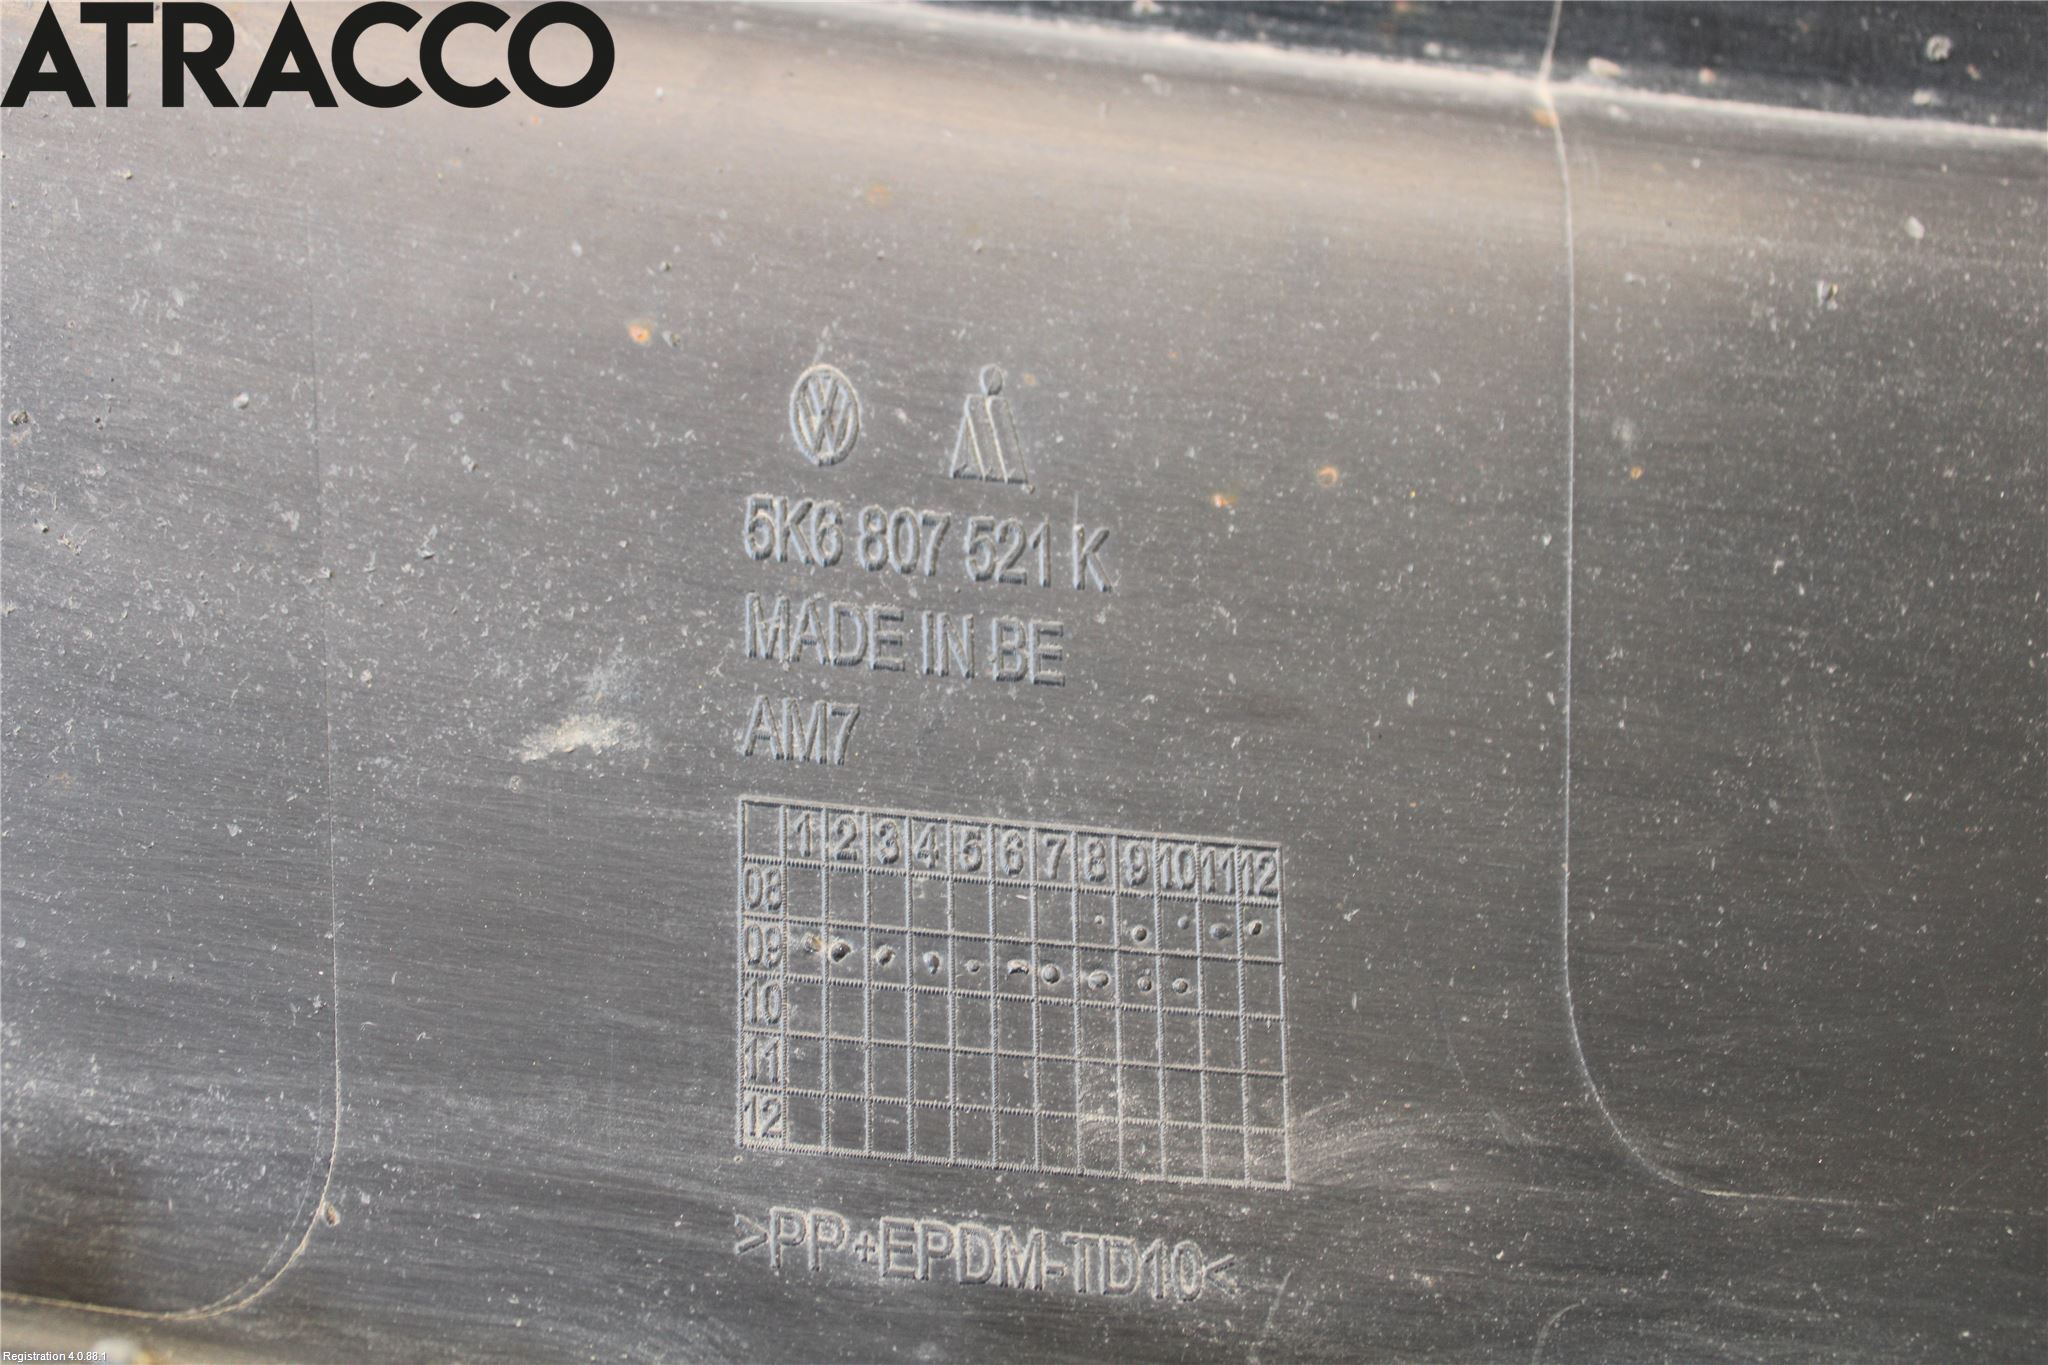 ATRACCO
5K6 807 521 K
MADE IN BE
AM7
1 2 3 4 5 6 7 8 9 10 11 12
08
09
10
11
12
>PP+EPDM-TD10<
Registration 4.0.88.1